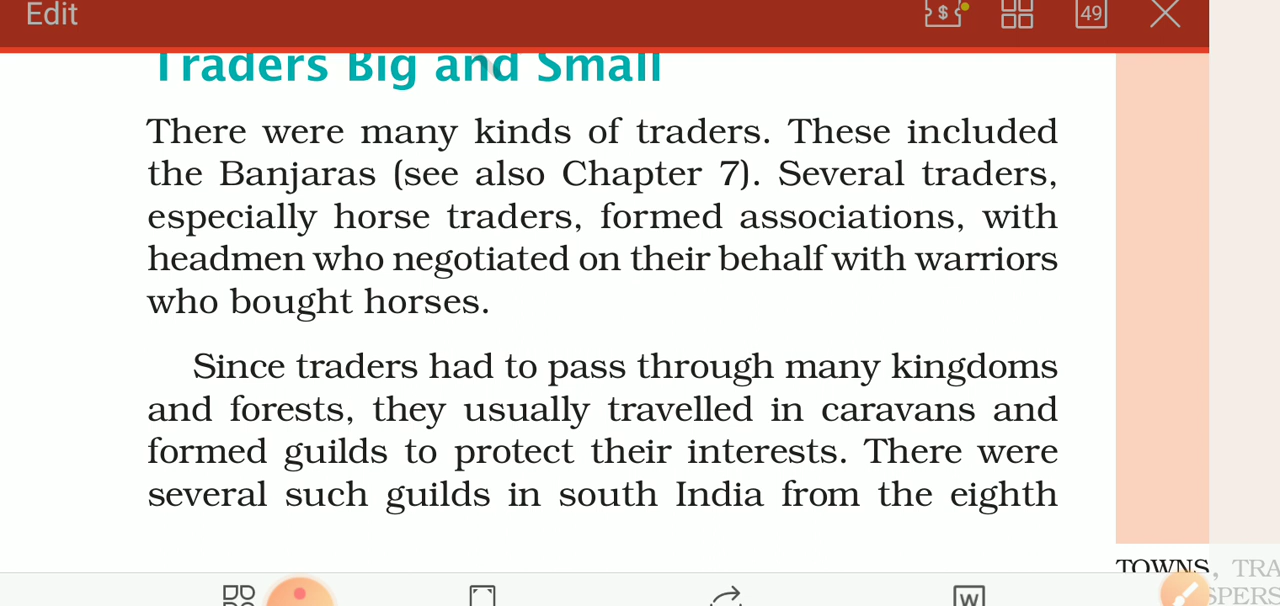 Edit
$
49
Traders Big and Small
There were many kinds of traders. These included
the Banjaras (see also Chapter 7). Several traders,
especially horse traders, formed associations, with
headmen who negotiated on their behalf with warriors
who bought horses.
Since traders had to pass through many kingdoms
and forests, they usually travelled in caravans and
formed guilds to protect their interests. There were
several such guilds in south India from the eighth
TOWNS, TRA
SPERS
W